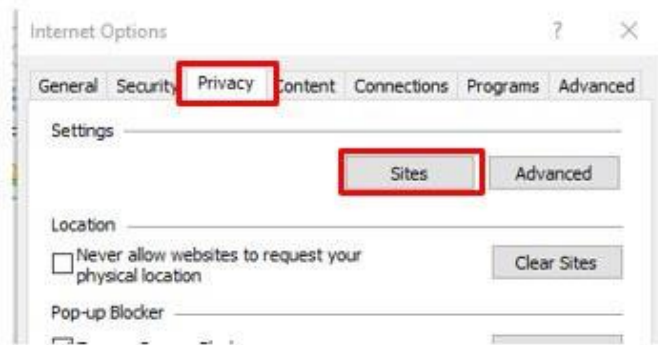 Internet Options ? ×
General Security Privacy Content Connections Programs Advanced
Settings
Sites Advanced
Location
Never allow websites to request your
physical location
Clear Sites
Pop-up Blocker